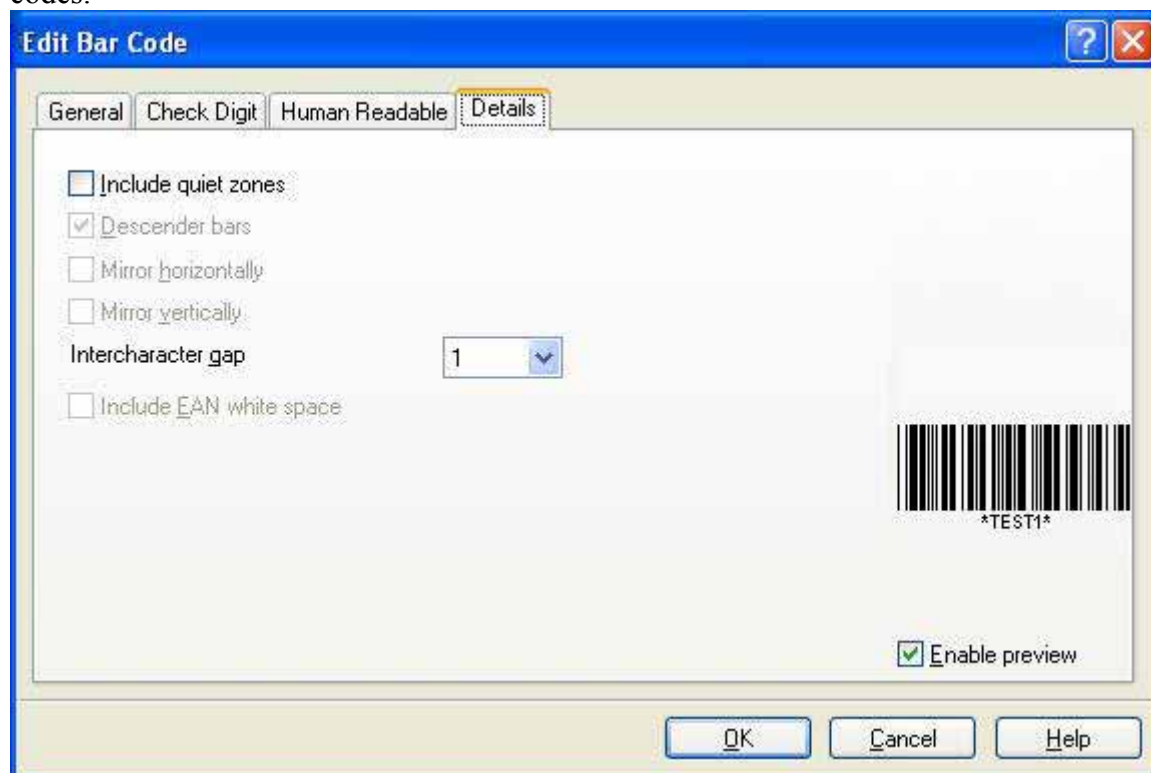 codes.
Edit Bar Code
General Check Digit Human Readable Details
Include quiet zones
Descender bars
Mirror horizontally
Mirror vertically
Intercharacter gap 1
Include EAN white space
*TEST1*
Enable preview
OK Cancel Help